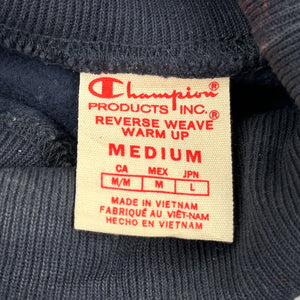 Champion
PRODUCTS INC.®
REVERSE WEAVE
WARM UP
MEDIUM
CA MEX JPN
M/M M L
MADE IN VIETNAM
FABRIQUÉ AU VIÊT-NAM
HECHO EN VIETNAM